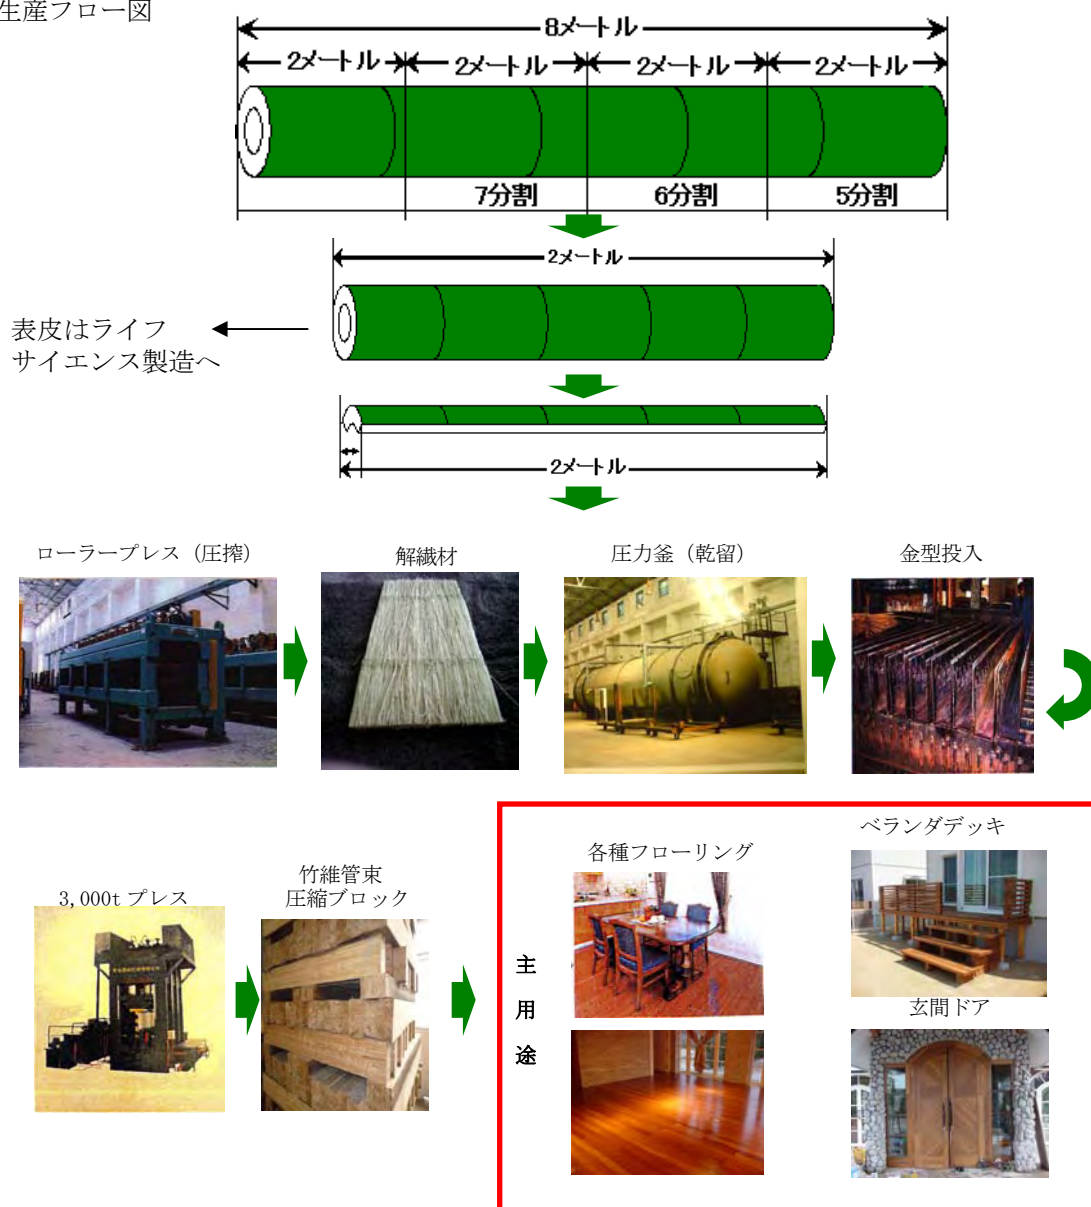 生産フロー図
8メートル
2メートル 2メートル 2メートル 2メートル
7分割 6分割 5分割
2メートル
表皮はライフ
サイエンス製造へ
2メートル
ローラープレス（圧搾）
解繊材
圧力釜（乾留）
金型投入
3,000t プレス
竹維管束
圧縮ブロック
主
用
途
各種フローリング
ベランダデッキ
玄関ドア